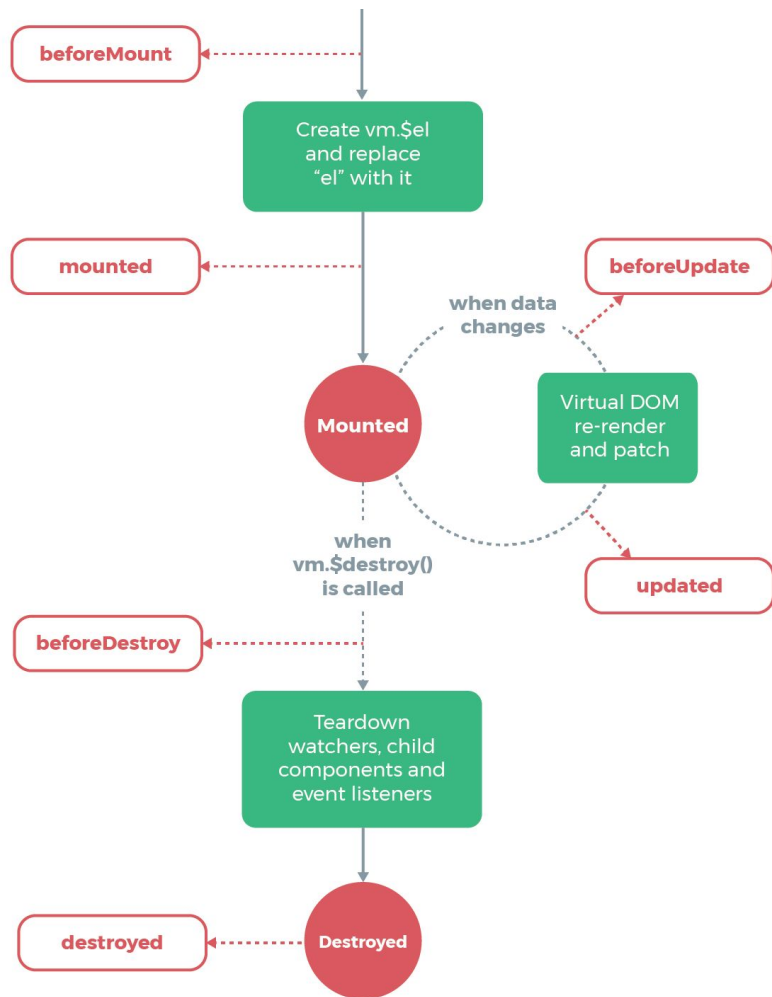 beforeMount
Create vm.$el
and replace
“el” with it
mounted
beforeUpdate
when data
changes
Mounted
Virtual DOM
re-render
and patch
when
vm.$destroy()
is called
updated
beforeDestroy
Teardown
watchers, child
components and
event listeners
destroyed
Destroyed